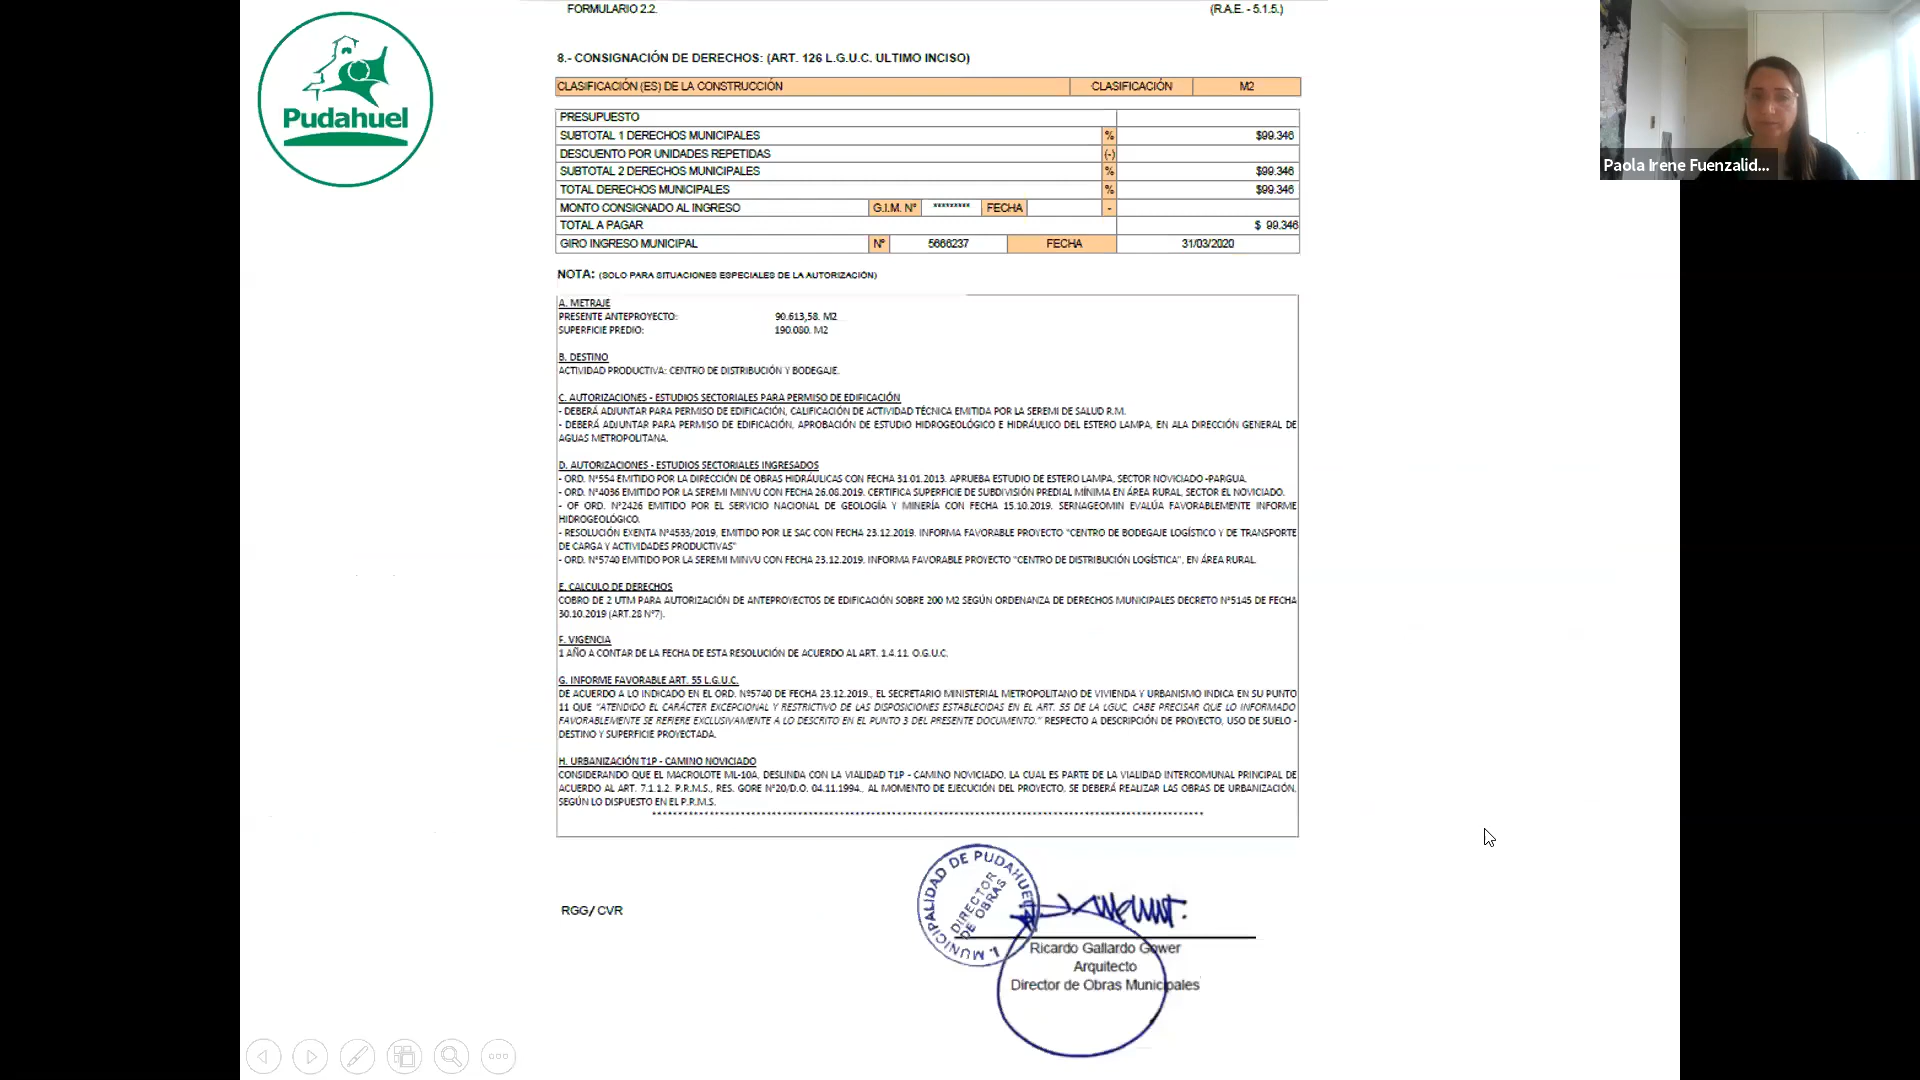 FORMULARIO 2.2.
(R.A.E. - 5.1.5.)
Pudahuel
8.- CONSIGNACIÓN DE DERECHOS: (ART. 126 L.G.U.C. ULTIMO INCISO)
CLASIFICACIÓN (ES) DE LA CONSTRUCCIÓN CLASIFICACIÓN M2
PRESUPUESTO
SUBTOTAL 1 DERECHOS MUNICIPALES % $99.346
DESCUENTO POR UNIDADES REPETIDAS (-)
SUBTOTAL 2 DERECHOS MUNICIPALES % $99.346
TOTAL DERECHOS MUNICIPALES % $99.346
MONTO CONSIGNADO AL INGRESO G.I.M. N° ********* FECHA -
TOTAL A PAGAR $ 99.346
GIRO INGRESO MUNICIPAL N° 5666237 FECHA 31/03/2020
NOTA: (SOLO PARA SITUACIONES ESPECIALES DE LA AUTORIZACIÓN)
A. METRAJE
PRESENTE ANTEPROYECTO: 90.613,58. M2
SUPERFICIE PREDIO: 190.080. M2
B. DESTINO
ACTIVIDAD PRODUCTIVA: CENTRO DE DISTRIBUCIÓN Y BODEGAJE.
C. AUTORIZACIONES - ESTUDIOS SECTORIALES PARA PERMISO DE EDIFICACIÓN
- DEBERÁ ADJUNTAR PARA PERMISO DE EDIFICACIÓN, CALIFICACIÓN DE ACTIVIDAD TÉCNICA EMITIDA POR LA SEREMI DE SALUD R.M.
- DEBERÁ ADJUNTAR PARA PERMISO DE EDIFICACIÓN, APROBACIÓN DE ESTUDIO HIDROGEOLÓGICO E HIDRÁULICO DEL ESTERO LAMPA, EN ALA DIRECCIÓN GENERAL DE
AGUAS METROPOLITANA.
D. AUTORIZACIONES - ESTUDIOS SECTORIALES INGRESADOS
- ORD. N°554 EMITIDO POR LA DIRECCIÓN DE OBRAS HIDRÁULICAS CON FECHA 31.01.2013. APRUEBA ESTUDIO DE ESTERO LAMPA, SECTOR NOVICIADO -PARGUA.
- ORD. N°4036 EMITIDO POR LA SEREMI MINVU CON FECHA 26.08.2019. CERTIFICA SUPERFICIE DE SUBDIVISIÓN PREDIAL MÍNIMA EN ÁREA RURAL, SECTOR EL NOVICIADO.
- OF ORD. N°2426 EMITIDO POR EL SERVICIO NACIONAL DE GEOLOGÍA Y MINERÍA CON FECHA 15.10.2019. SERNAGEOMIN EVALÚA FAVORABLEMENTE INFORME
HIDROGEOLÓGICO.
- RESOLUCIÓN EXENTA N°4533/2019, EMITIDO POR LE SAC CON FECHA 23.12.2019. INFORMA FAVORABLE PROYECTO "CENTRO DE BODEGAJE LOGÍSTICO Y DE TRANSPORTE
DE CARGA Y ACTIVIDADES PRODUCTIVAS"
- ORD. N°5740 EMITIDO POR LA SEREMI MINVU CON FECHA 23.12.2019, INFORMA FAVORABLE PROYECTO "CENTRO DE DISTRIBUCIÓN LOGÍSTICA", EN ÁREA RURAL.
E. CALCULO DE DERECHOS
COBRO DE 2 UTM PARA AUTORIZACIÓN DE ANTEPROYECTOS DE EDIFICACIÓN SOBRE 200 M2 SEGÚN ORDENANZA DE DERECHOS MUNICIPALES DECRETO N°5145 DE FECHA
30.10.2019 (ART.28 N°7).
F. VIGENCIA
1 AÑO A CONTAR DE LA FECHA DE ESTA RESOLUCIÓN DE ACUERDO AL ART. 1.4.11. O.G.U.C.
G. INFORME FAVORABLE ART. 55 L.G.U.C.
DE ACUERDO A LO INDICADO EN EL ORD. Nº5740 DE FECHA 23.12.2019., EL SECRETARIO MINISTERIAL METROPOLITANO DE VIVIENDA Y URBANISMO INDICA EN SU PUNTO
11 QUE "ATENDIDO EL CARÁCTER EXCEPCIONAL Y RESTRICTIVO DE LAS DISPOSICIONES ESTABLECIDAS EN EL ART. 55 DE LA LGUC, CABE PRECISAR QUE LO INFORMADO
FAVORABLEMENTE SE REFIERE EXCLUSIVAMENTE A LO DESCRITO EN EL PUNTO 3 DEL PRESENTE DOCUMENTO." RESPECTO A DESCRIPCIÓN DE PROYECTO, USO DE SUELO -
DESTINO Y SUPERFICIE PROYECTADA.
H. URBANIZACIÓN T1P - CAMINO NOVICIADO
CONSIDERANDO QUE EL MACROLOTE ML-10A, DESLINDA CON LA VIALIDAD T1P - CAMINO NOVICIADO, LA CUAL ES PARTE DE LA VIALIDAD INTERCOMUNAL PRINCIPAL DE
ACUERDO AL ART. 7.1.1.2. P.R.M.S., RES. GORE N°20/D.O. 04.11.1994., AL MOMENTO DE EJECUCIÓN DEL PROYECTO, SE DEBERÁ REALIZAR LAS OBRAS DE URBANIZACIÓN,
SEGÚN LO DISPUESTO EN EL P.R.M.S.
I. MUNICIPALIDAD DE PUDAHUEL
DIRECTOR
DE OBRAS
RGG/ CVR
Ricardo Gallardo Gower
Arquitecto
Director de Obras Municipales
Paola Irene Fuenzalid...